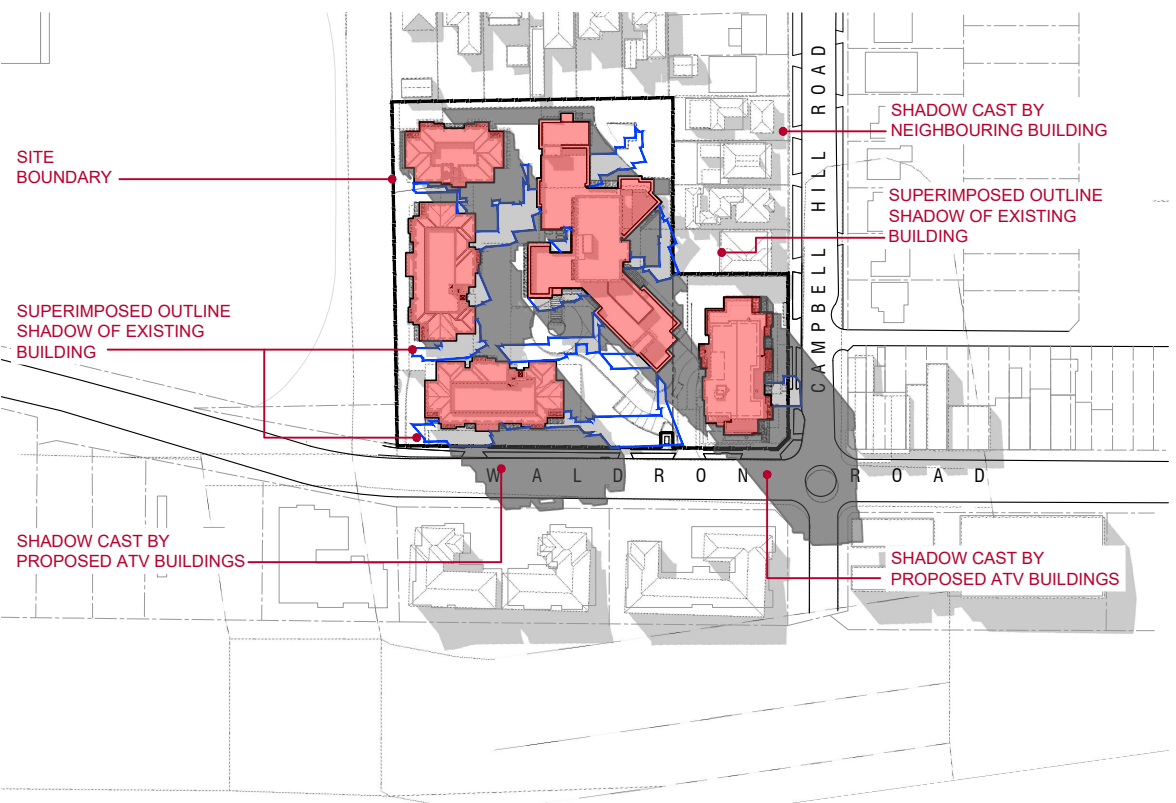 SHADOW CAST BY
NEIGHBOURING BUILDING
SITE
BOUNDARY
SUPERIMPOSED OUTLINE
SHADOW OF EXISTING
BUILDING
CAMPBELL HILL ROAD
SUPERIMPOSED OUTLINE
SHADOW OF EXISTING
BUILDING
WALDRON ROAD
SHADOW CAST BY
PROPOSED ATV BUILDINGS
SHADOW CAST BY
PROPOSED ATV BUILDINGS